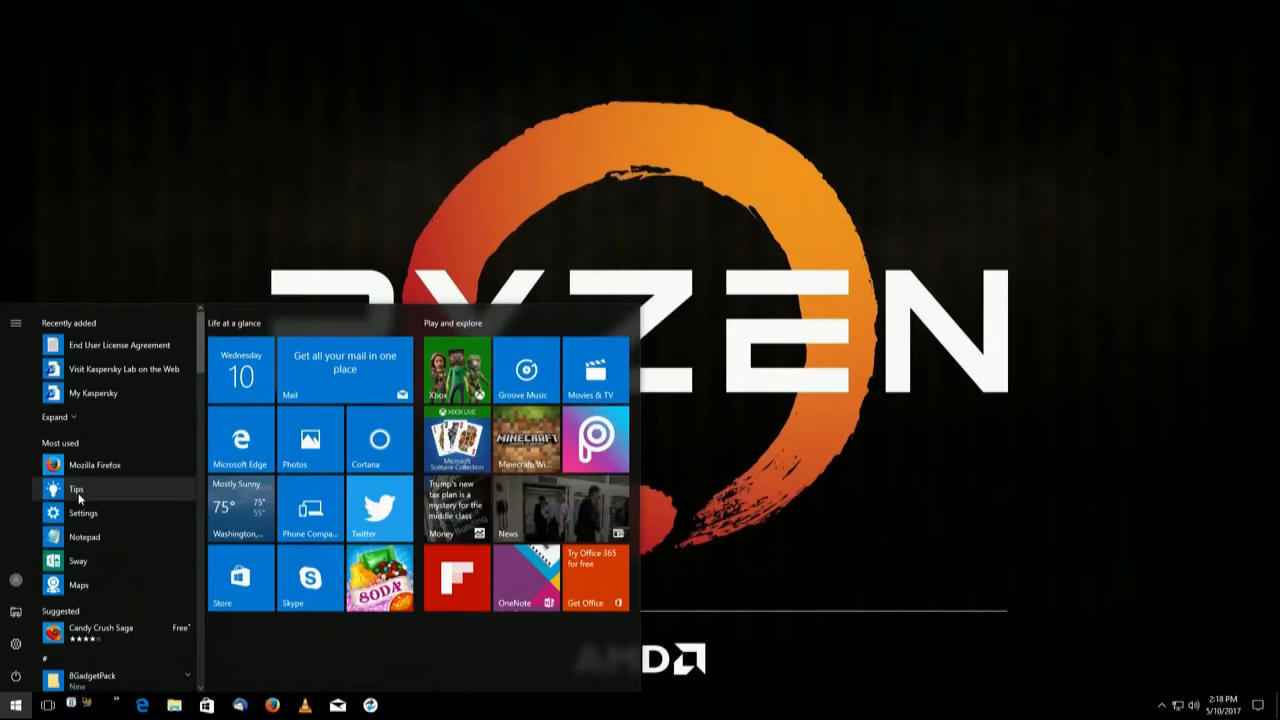 RYZEN
AMD
Recently added
End User License Agreement
Visit Kaspersky Lab on the Web
My Kaspersky
Expand
Most used
Mozilla Firefox
Tips
Settings
Notepad
Sway
Maps
Suggested
Candy Crush Saga
Free*
#
8GadgetPack
New
Life at a glance
Wednesday
10
Get all your mail in one
place
Mail
Microsoft Edge
Photos
Cortana
Mostly Sunny
75°
75°
55°
Washington,...
Phone Compa...
Twitter
Store
Skype
SODA
Play and explore
Xbox
Groove Music
Movies & TV
XBOX LIVE
Microsoft
Solitaire Collection
MINECRAFT
Minecraft: Wi...
Trump's new
tax plan is a
mystery for the
middle class
Money
News
OneNote
Try Office 365
for free
Get Office
2:18 PM
5/10/2017